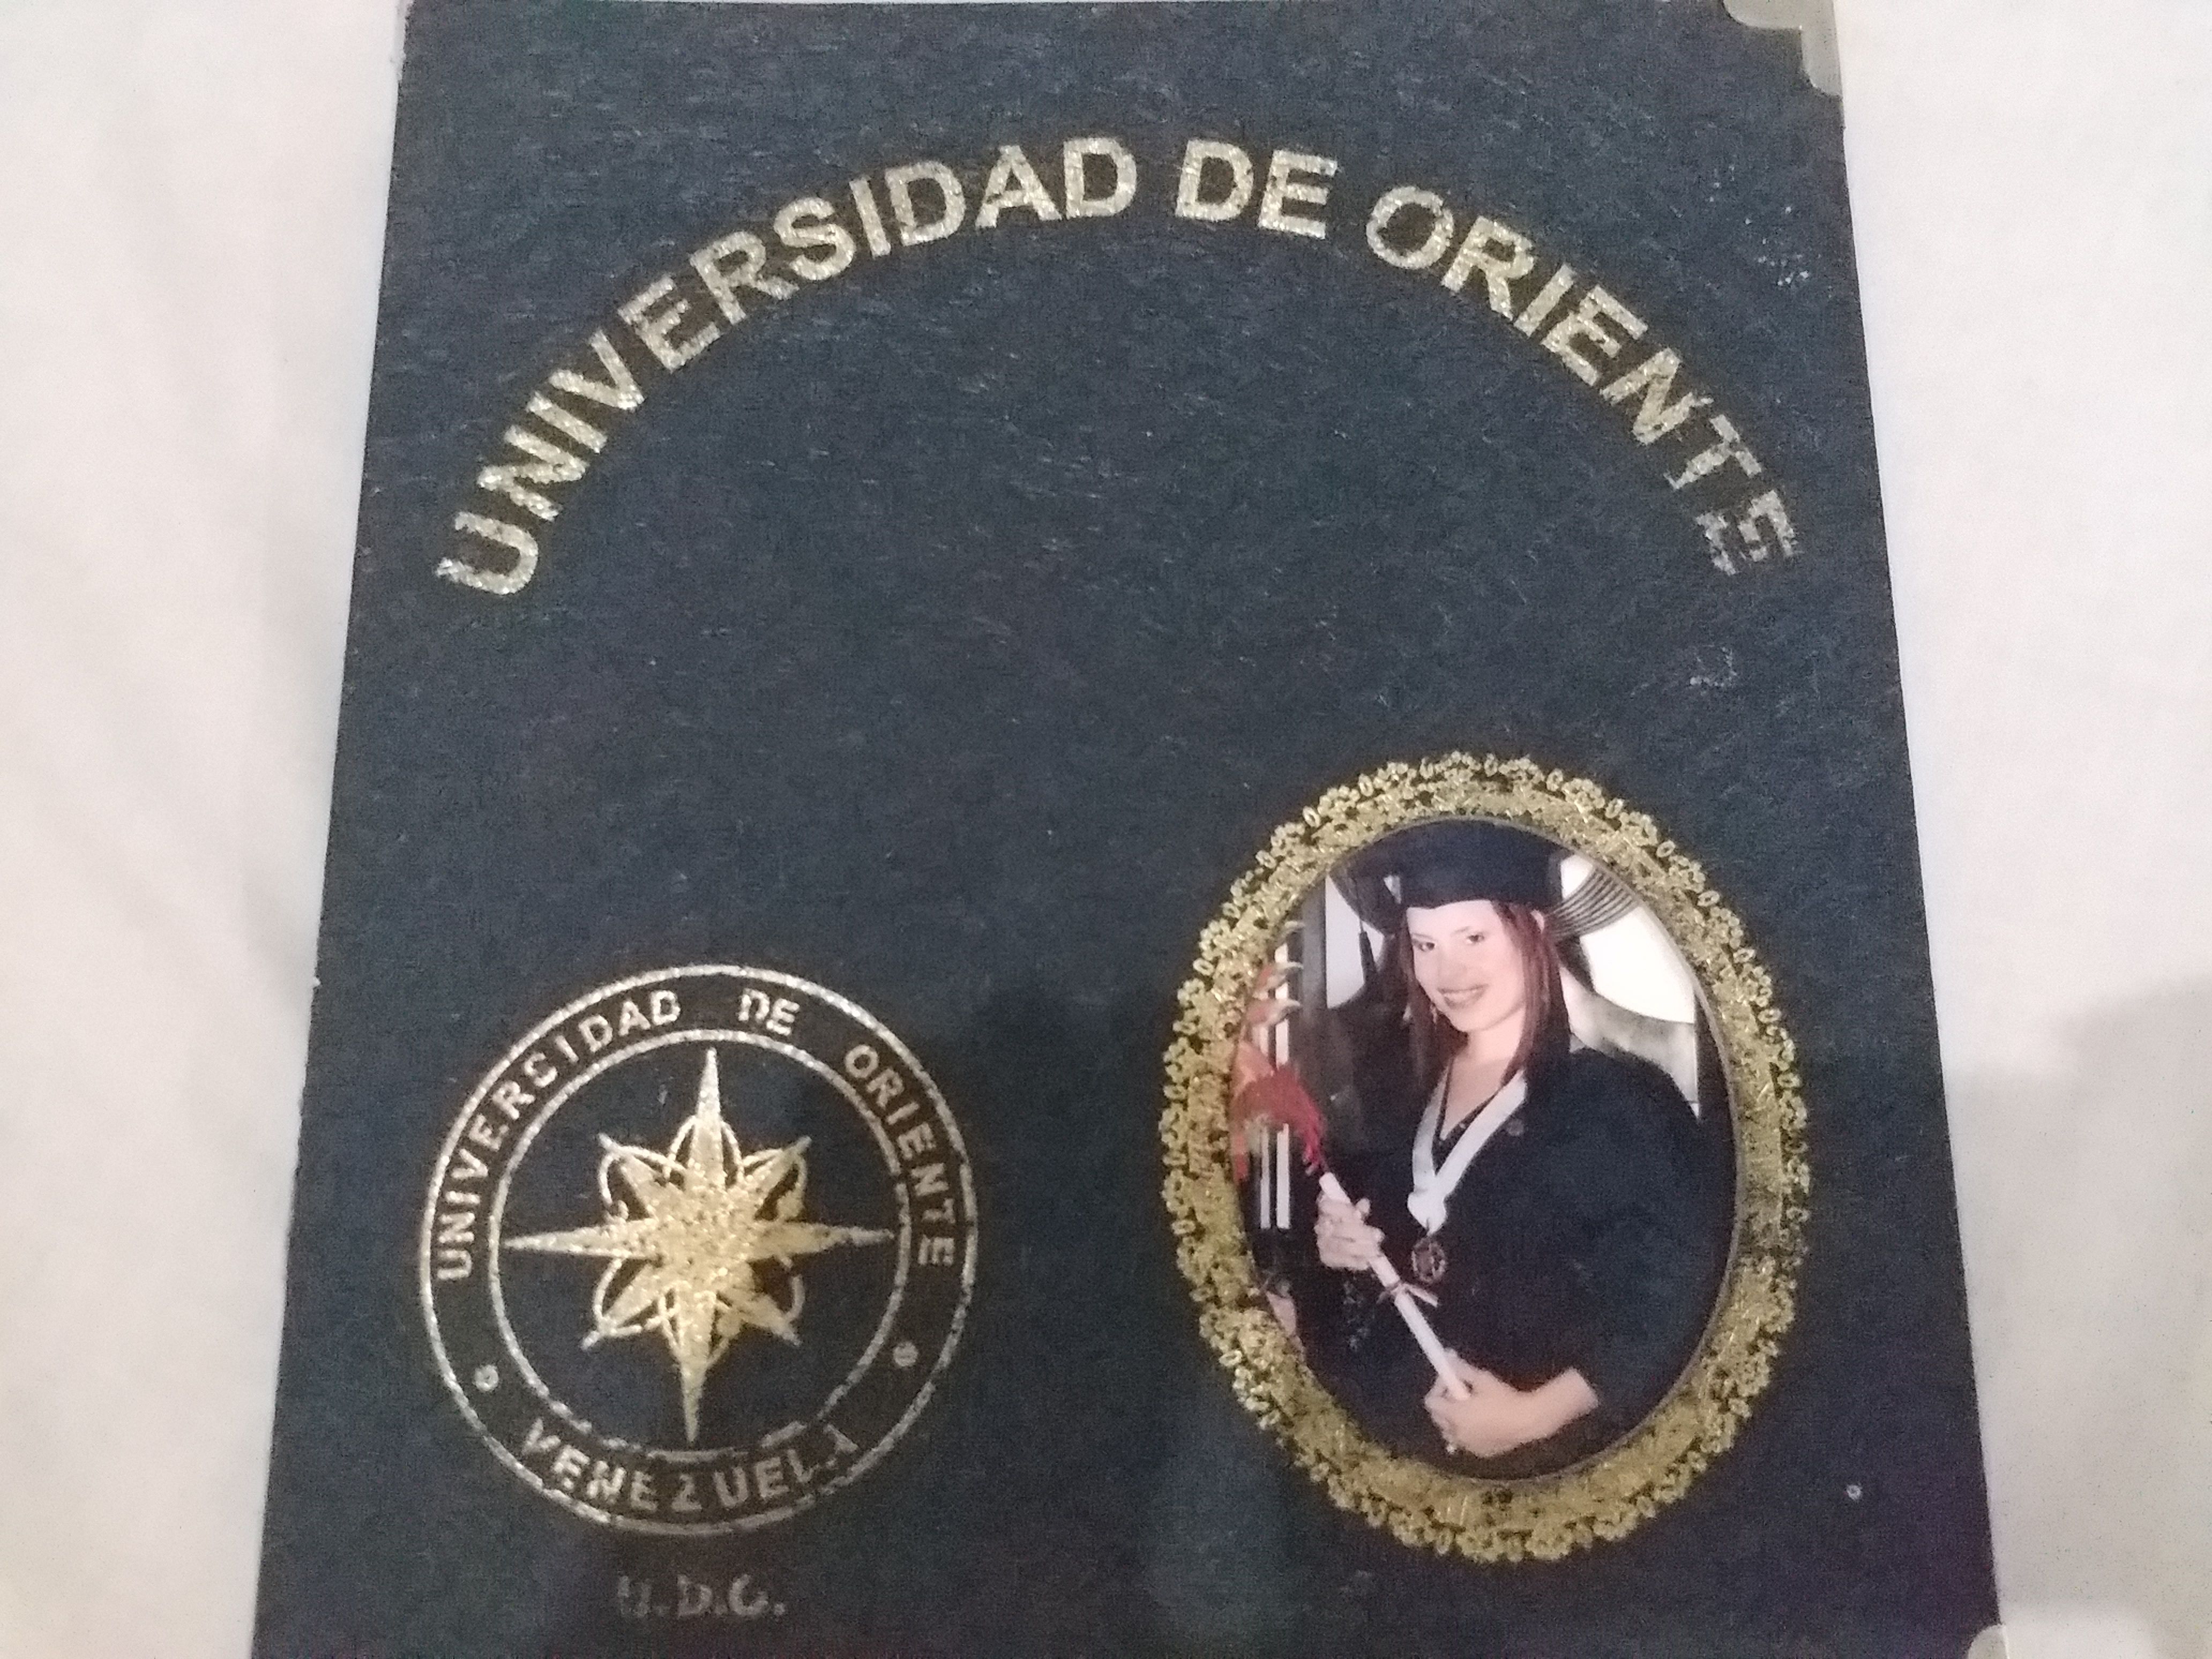 UNIVERSIDAD DE ORIENTE
UNIVERSIDAD DE ORIENTE
VENEZUELA
U.D.O.